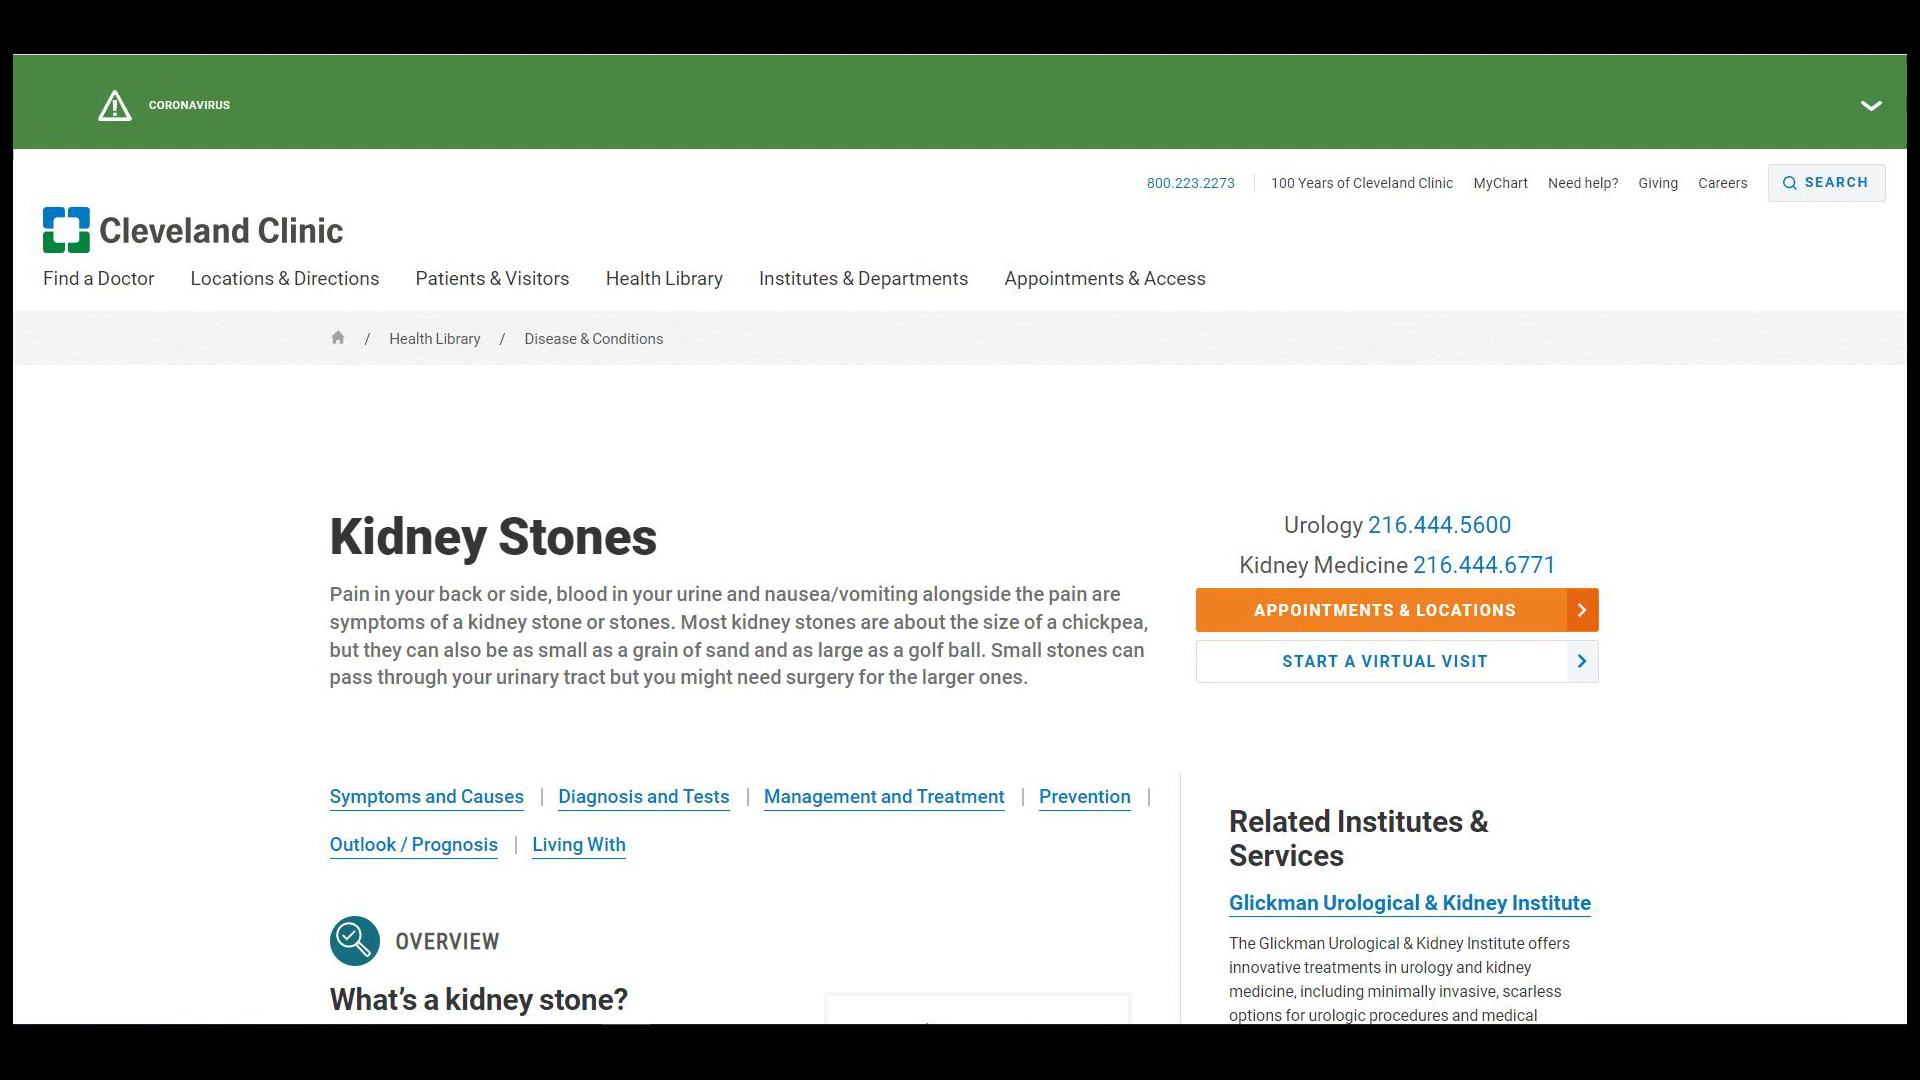 CORONAVIRUS
800.223.2273 100 Years of Cleveland Clinic MyChart Need help? Giving Careers SEARCH
Cleveland Clinic
Find a Doctor Locations & Directions Patients & Visitors Health Library Institutes & Departments Appointments & Access
/ Health Library / Disease & Conditions
Kidney Stones
Pain in your back or side, blood in your urine and nausea/vomiting alongside the pain are
symptoms of a kidney stone or stones. Most kidney stones are about the size of a chickpea,
but they can also be as small as a grain of sand and as large as a golf ball. Small stones can
pass through your urinary tract but you might need surgery for the larger ones.
Urology 216.444.5600
Kidney Medicine 216.444.6771
APPOINTMENTS & LOCATIONS
START A VIRTUAL VISIT
Symptoms and Causes | Diagnosis and Tests | Management and Treatment | Prevention |
Outlook / Prognosis | Living With
OVERVIEW
What's a kidney stone?
Related Institutes &
Services
Glickman Urological & Kidney Institute
The Glickman Urological & Kidney Institute offers
innovative treatments in urology and kidney
medicine, including minimally invasive, scarless
options for urologic procedures and medical